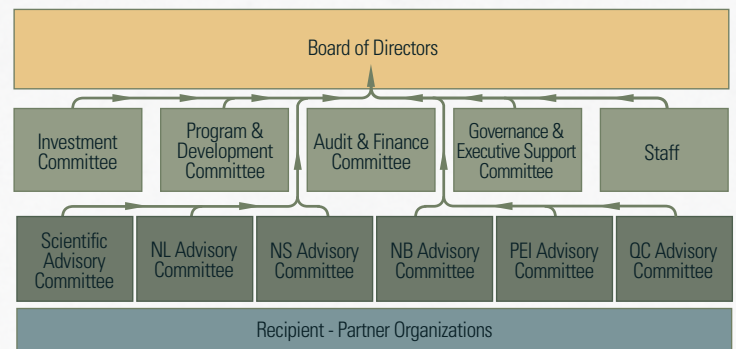 Board of Directors
Investment
Committee
Program &
Development
Committee
Audit & Finance
Committee
Governance &
Executive Support
Committee
Staff
Scientific
Advisory
Committee
NL Advisory
Committee
NS Advisory
Committee
NB Advisory
Committee
PEI Advisory
Committee
QC Advisory
Committee
Recipient - Partner Organizations